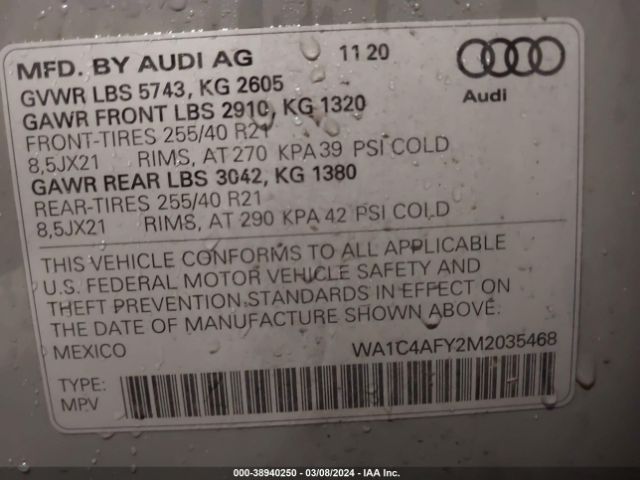 MFD. BY AUDI AG 11 20
GVWR LBS 5743, KG 2605
GAWR FRONT LBS 2910, KG 1320
FRONT-TIRES 255/40 R21
8,5JX21 RIMS, AT 270 KPA 39 PSI COLD
GAWR REAR LBS 3042, KG 1380
REAR-TIRES 255/40 R21
8,5JX21 RIMS, AT 290 KPA 42 PSI COLD
Audi
THIS VEHICLE CONFORMS TO ALL APPLICABLE
U.S. FEDERAL MOTOR VEHICLE SAFETY AND
THEFT PREVENTION STANDARDS IN EFFECT ON
THE DATE OF MANUFACTURE SHOWN ABOVE.
MEXICO WA1C4AFY2M2035468
TYPE:
MPV
000-38940250 - 03/08/2024 - IAA Inc.